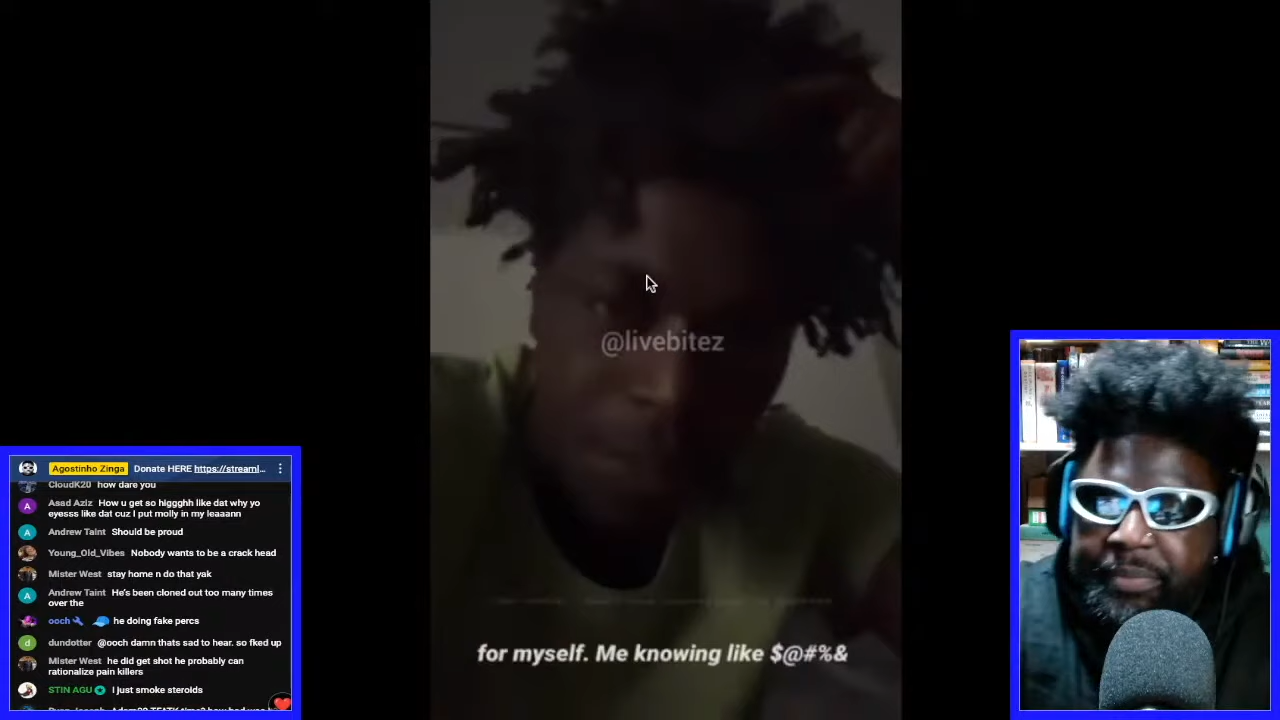 @livebitez
for myself. Me knowing like $@#%&
Agostinho Zinga Donate HERE https://streaml...
CloudK20 how dare you
A Asad Aziz How u get so higgghh like dat why yo
eyesss like dat cuz I put molly in my leaaann
A Andrew Taint Should be proud
Young_Old_Vibes Nobody wants to be a crack head
Mister West stay home n do that yak
A Andrew Taint He's been cloned out too many times
over the
ooch he doing fake percs
d dundotter @ooch damn thats sad to hear. so fked up
Mister West he did get shot he probably can
rationalize pain killers
STIN AGU I just smoke steroids